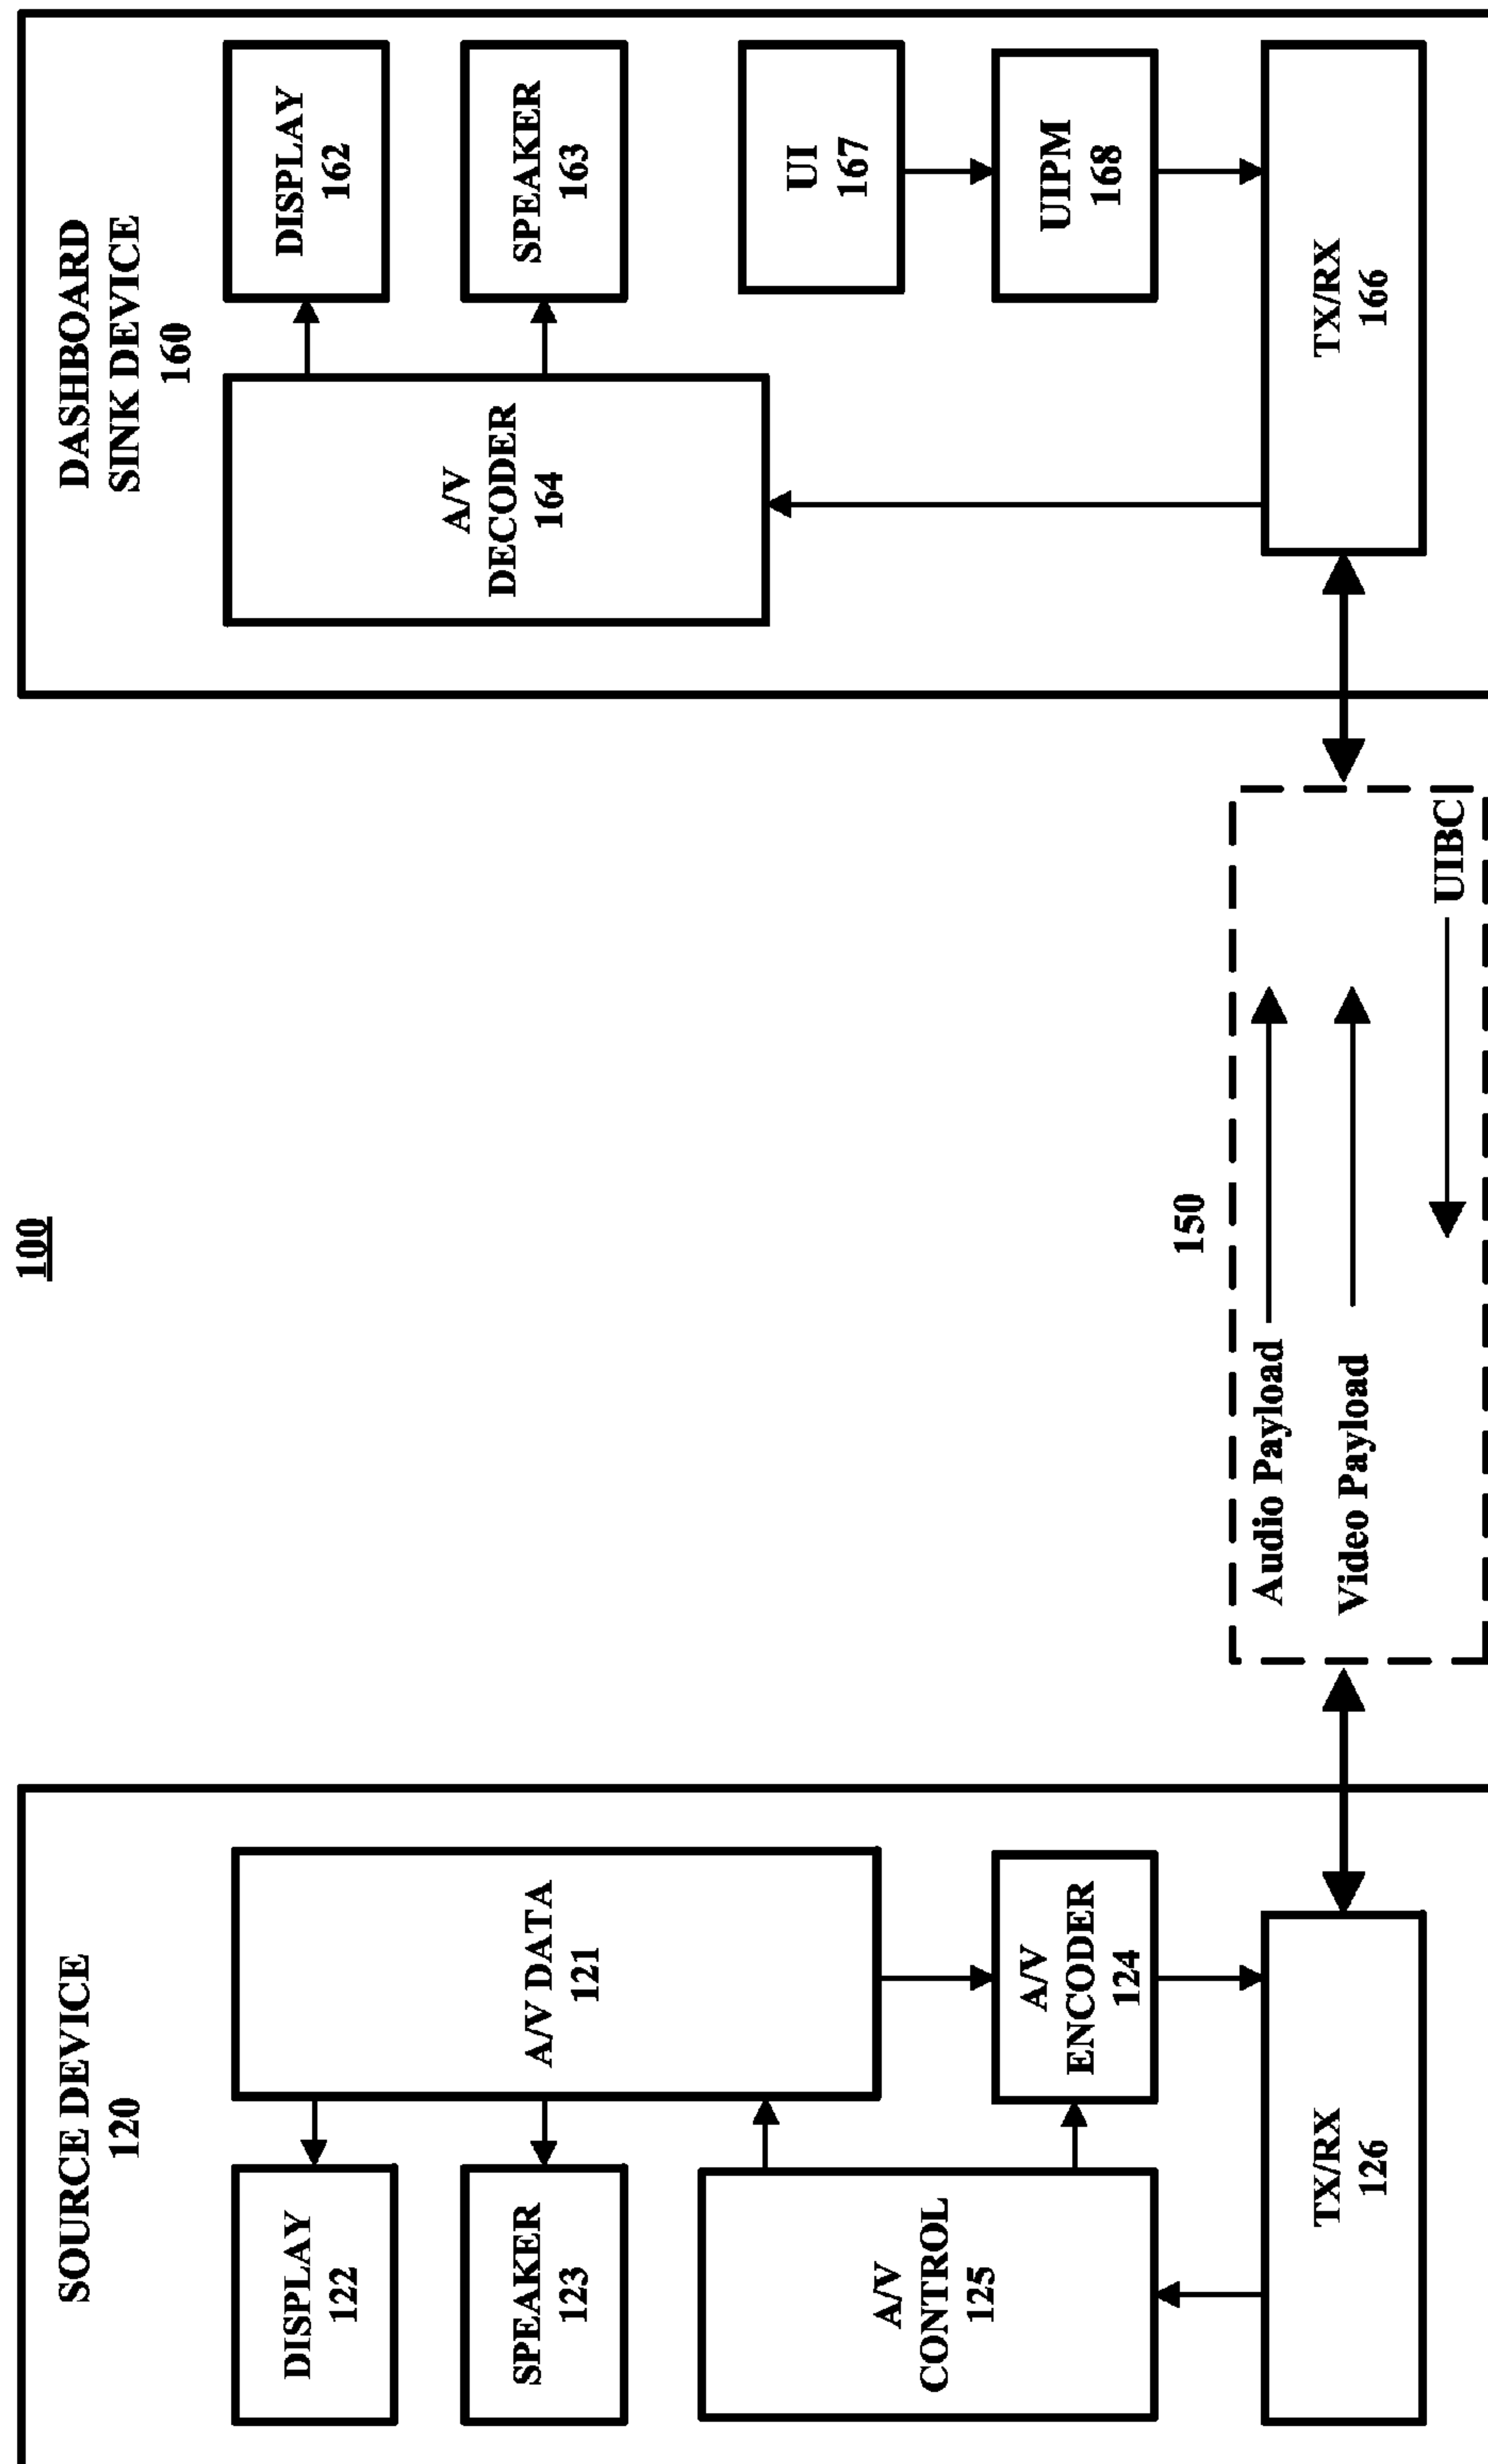 100
SOURCE DEVICE
120
DISPLAY
122
SPEAKER
123
A/V DATA
121
A/V
CONTROL
125
A/V
ENCODER
124
TX/RX
126
150
Audio Payload
Video Payload
UIBC
DASHBOARD
SINK DEVICE
160
A/V
DECODER
164
DISPLAY
162
SPEAKER
163
UI
167
UIPM
168
TX/RX
166